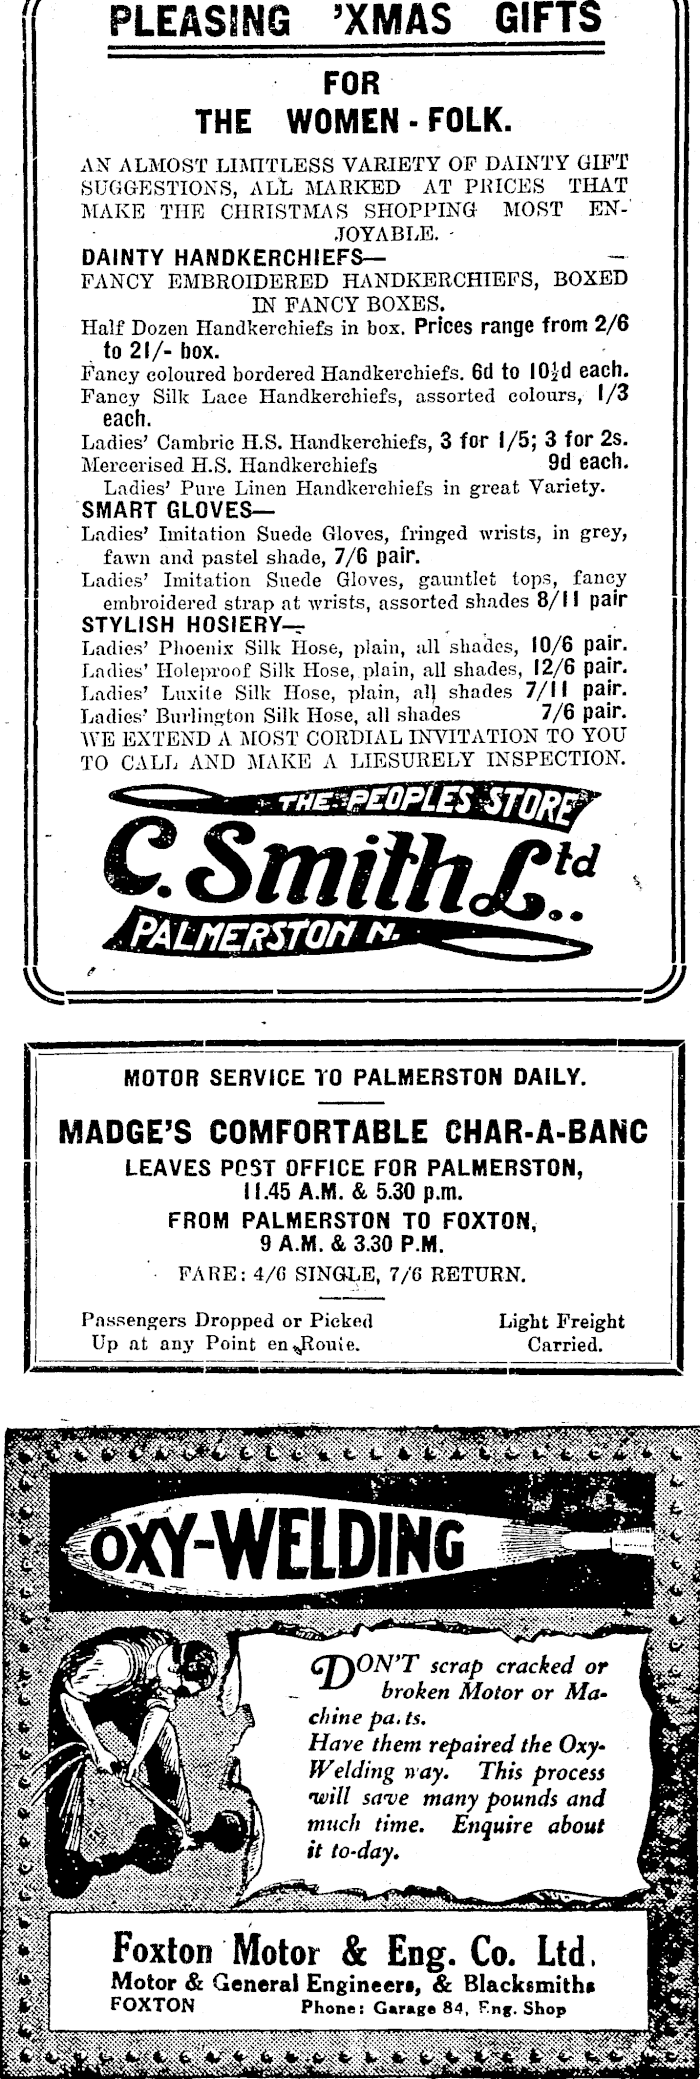 PLEASING 'XMAS GIFTS
FOR
THE WOMEN - FOLK.
AN ALMOST LIMITLESS VARIETY OF DAINTY GIFT
SUGGESTIONS, ALL MARKED AT PRICES THAT
MAKE THE CHRISTMAS SHOPPING MOST EN-
JOYABLE.
DAINTY HANDKERCHIEFS—
FANCY EMBROIDERED HANDKERCHIEFS, BOXED
IN FANCY BOXES.
Half Dozen Handkerchiefs in box. Prices range from 2/6
to 21/- box.
Fancy coloured bordered Handkerchiefs. 6d to 10½d each.
Fancy Silk Lace Handkerchiefs, assorted colours, 1/3
each.
Ladies' Cambric H.S. Handkerchiefs, 3 for 1/5; 3 for 2s.
Mercerised H.S. Handkerchiefs 9d each.
Ladies' Pure Linen Handkerchiefs in great Variety.
SMART GLOVES—
Ladies' Imitation Suede Gloves, fringed wrists, in grey,
fawn and pastel shade, 7/6 pair.
Ladies' Imitation Suede Gloves, gauntlet tops, fancy
embroidered strap at wrists, assorted shades 8/11 pair
STYLISH HOSIERY—
Ladies' Phoenix Silk Hose, plain, all shades, 10/6 pair.
Ladies' Holeproof Silk Hose, plain, all shades, 12/6 pair.
Ladies' Luxite Silk Hose, plain, all shades 7/11 pair.
Ladies' Burlington Silk Hose, all shades 7/6 pair.
WE EXTEND A MOST CORDIAL INVITATION TO YOU
TO CALL AND MAKE A LIESURELY INSPECTION.
THE PEOPLES STORE
C. Smith Ltd..
PALMERSTON N.
MOTOR SERVICE TO PALMERSTON DAILY.
MADGE'S COMFORTABLE CHAR-A-BANC
LEAVES POST OFFICE FOR PALMERSTON,
11.45 A.M. & 5.30 p.m.
FROM PALMERSTON TO FOXTON,
9 A.M. & 3.30 P.M.
FARE: 4/6 SINGLE, 7/6 RETURN.
Passengers Dropped or Picked
Up at any Point en Route.
Light Freight
Carried.
OXY-WELDING
DON'T scrap cracked or
broken Motor or Ma-
chine parts.
Have them repaired the Oxy-
Welding way. This process
will save many pounds and
much time. Enquire about
it to-day.
Foxton Motor & Eng. Co. Ltd.
Motor & General Engineers, & Blacksmiths
FOXTON Phone: Garage 84, Eng. Shop